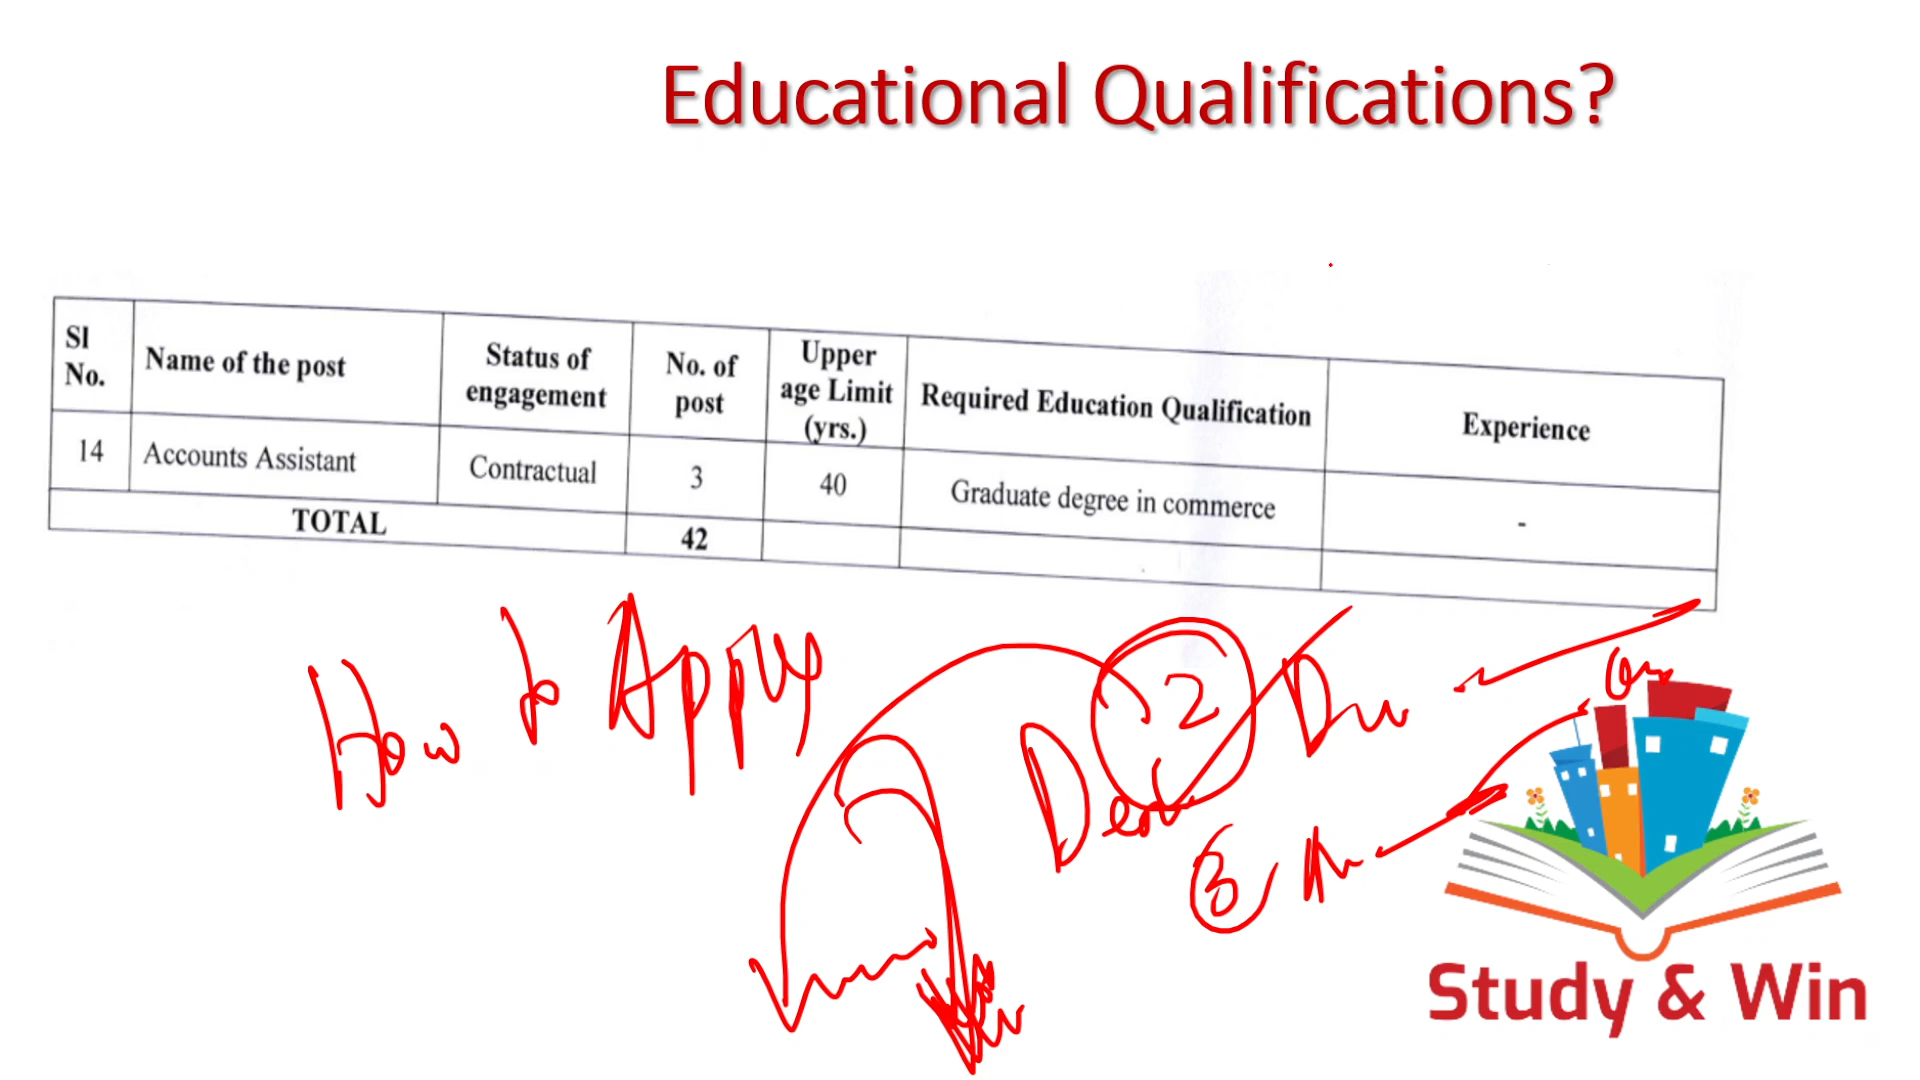 Educational Qualifications?
Sl No. Name of the post Status of engagement No. of post Upper age Limit (yrs.) Required Education Qualification Experience
14 Accounts Assistant Contractual 3 40 Graduate degree in commerce -
TOTAL 42
How to Apply
2
3
Study & Win